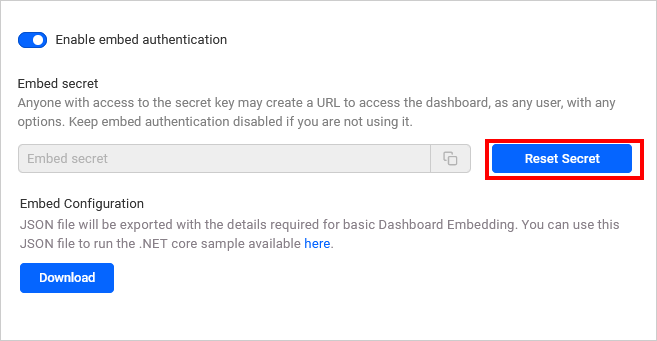 Enable embed authentication
Embed secret
Anyone with access to the secret key may create a URL to access the dashboard, as any user, with any
options. Keep embed authentication disabled if you are not using it.
Embed secret
Reset Secret
Embed Configuration
JSON file will be exported with the details required for basic Dashboard Embedding. You can use this
JSON file to run the .NET core sample available here.
Download